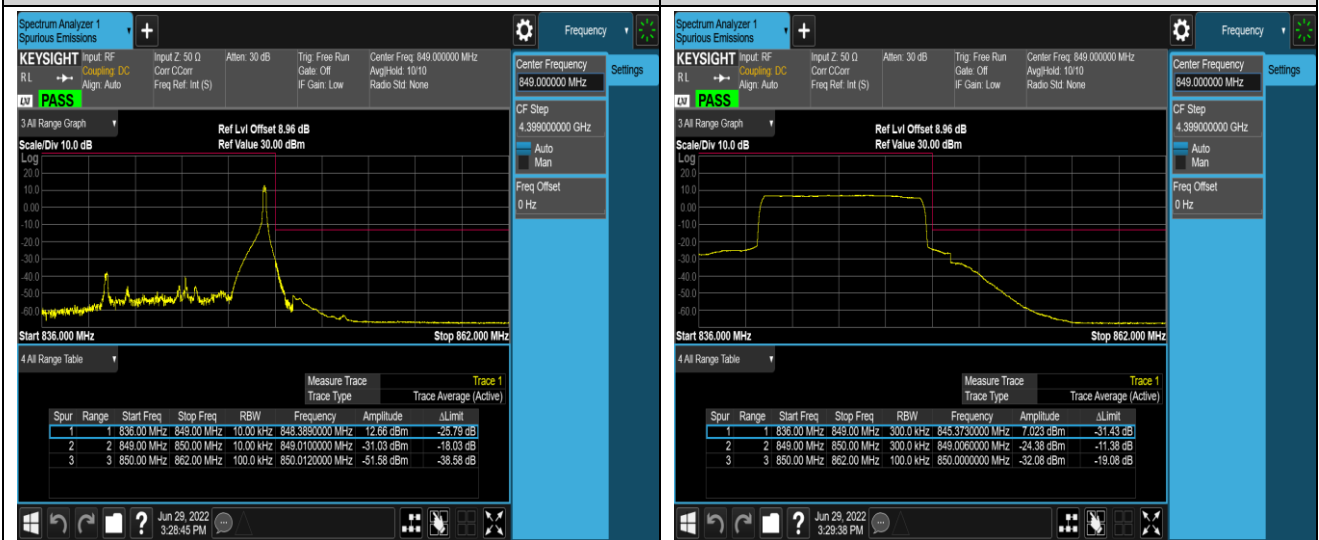 Spectrum Analyzer 1
Spurious Emissions
Frequency
KEYSIGHT
Input: RF
Coupling: DC
Align: Auto
Input Z: 50 Ω
Corr CCorr
Freq Ref: Int (S)
Atten: 30 dB
Trig: Free Run
Gate: Off
IF Gain: Low
Center Freq: 849.000000 MHz
Avg|Hold: 10/10
Radio Std: None
R L
LXI
PASS
Center Frequency
849.000000 MHz
Settings
CF Step
4.399000000 GHz
Auto
Man
Freq Offset
0 Hz
3 All Range Graph
Ref Lvl Offset 8.96 dB
Scale/Div 10.0 dB
Ref Value 30.00 dBm
Log
20.0
10.0
0.00
-10.0
-20.0
-30.0
-40.0
-50.0
-60.0
Start 836.000 MHz
Stop 862.000 MHz
4 All Range Table
Measure Trace Trace 1
Trace Type Trace Average (Active)
Spur Range Start Freq Stop Freq RBW Frequency Amplitude ΔLimit
1 1 836.00 MHz 849.00 MHz 10.00 kHz 848.3890000 MHz 12.66 dBm -25.79 dB
2 2 849.00 MHz 850.00 MHz 10.00 kHz 849.0100000 MHz -31.03 dBm -18.03 dB
3 3 850.00 MHz 862.00 MHz 100.0 kHz 850.0120000 MHz -51.58 dBm -38.58 dB
?
Jun 29, 2022
3:28:45 PM
Spectrum Analyzer 1
Spurious Emissions
Frequency
KEYSIGHT
Input: RF
Coupling: DC
Align: Auto
Input Z: 50 Ω
Corr CCorr
Freq Ref: Int (S)
Atten: 30 dB
Trig: Free Run
Gate: Off
IF Gain: Low
Center Freq: 849.000000 MHz
Avg|Hold: 10/10
Radio Std: None
R L
LXI
PASS
Center Frequency
849.000000 MHz
Settings
CF Step
4.399000000 GHz
Auto
Man
Freq Offset
0 Hz
3 All Range Graph
Ref Lvl Offset 8.96 dB
Scale/Div 10.0 dB
Ref Value 30.00 dBm
Log
20.0
10.0
0.00
-10.0
-20.0
-30.0
-40.0
-50.0
-60.0
Start 836.000 MHz
Stop 862.000 MHz
4 All Range Table
Measure Trace Trace 1
Trace Type Trace Average (Active)
Spur Range Start Freq Stop Freq RBW Frequency Amplitude ΔLimit
1 1 836.00 MHz 849.00 MHz 300.0 kHz 845.3730000 MHz 7.023 dBm -31.43 dB
2 2 849.00 MHz 850.00 MHz 300.0 kHz 849.0060000 MHz -24.38 dBm -11.38 dB
3 3 850.00 MHz 862.00 MHz 100.0 kHz 850.0000000 MHz -32.08 dBm -19.08 dB
?
Jun 29, 2022
3:29:38 PM